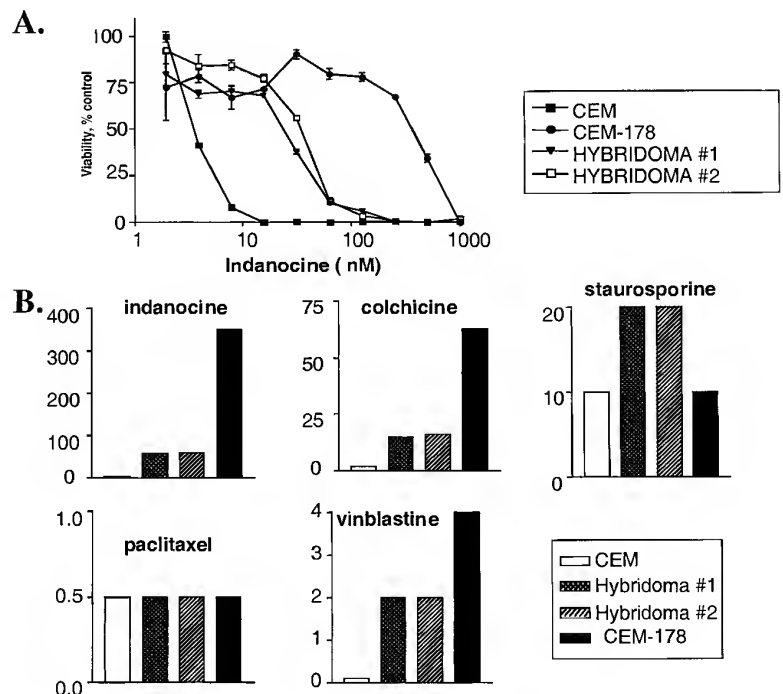 A.
Viability, % control
100
75
50
25
0
1
10
100
1000
Indanocine ( nM)
CEM
CEM-178
HYBRIDOMA #1
HYBRIDOMA #2
B.
indanocine
400
300
200
100
0
colchicine
75
50
25
0
staurosporine
20
10
0
paclitaxel
1.0
0.5
0.0
vinblastine
4
3
2
1
0
CEM
Hybridoma #1
Hybridoma #2
CEM-178